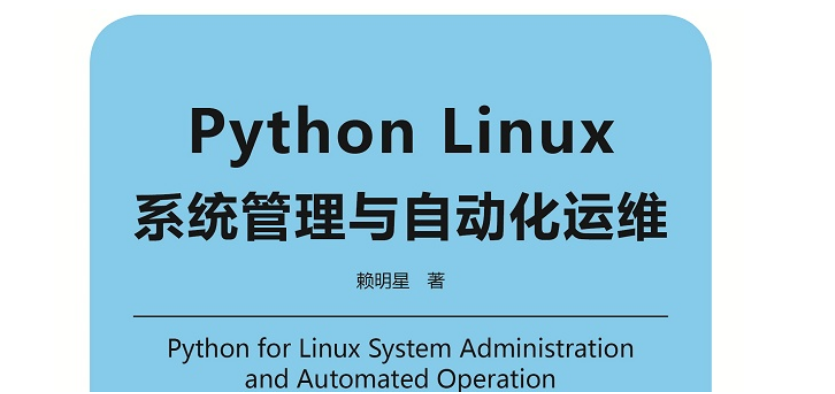 Python Linux
系统管理与自动化运维
赖明星 著
Python for Linux System Administration
and Automated Operation